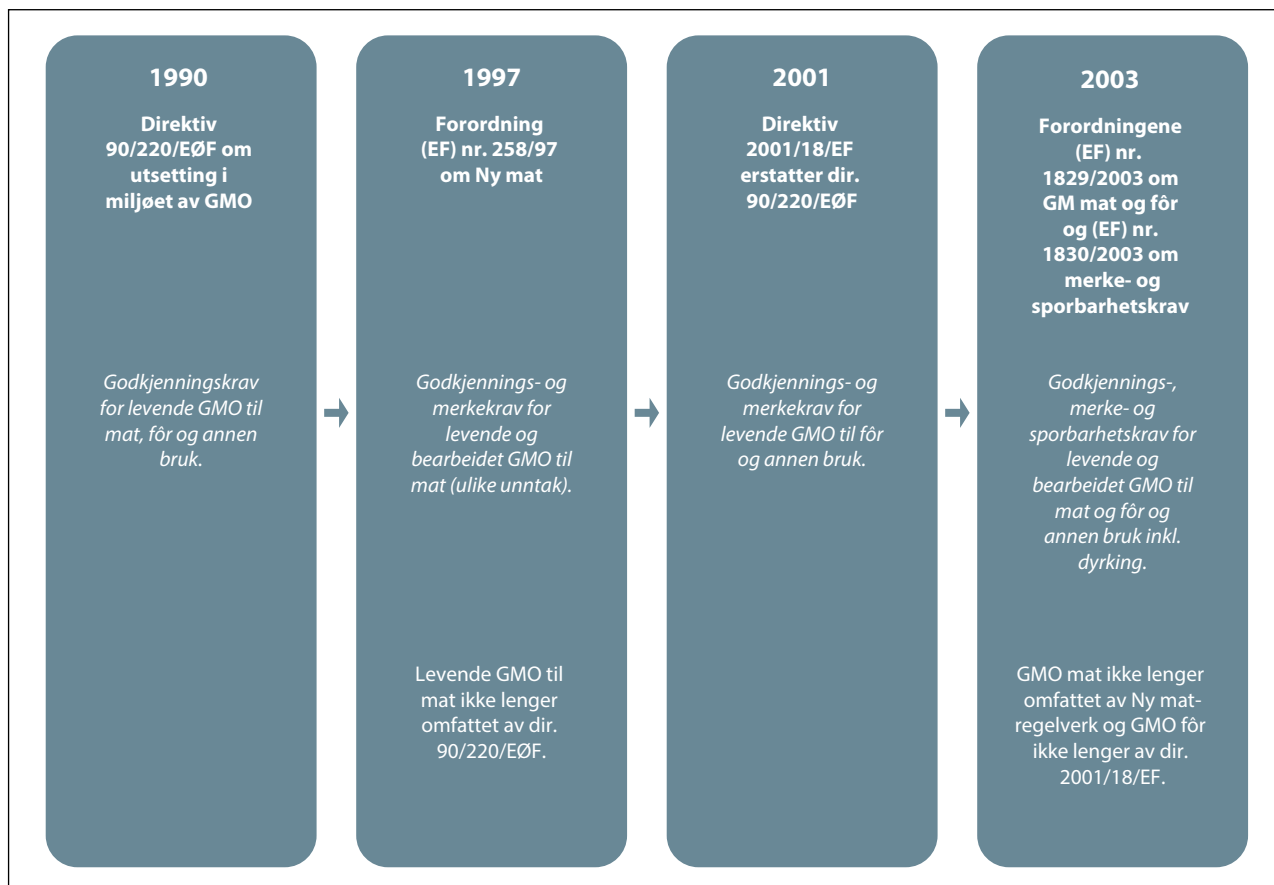 1990
Direktiv
90/220/EØF om
utsetting i
miljøet av GMO
Godkjenningskrav
for levende GMO til
mat, fôr og annen
bruk.
1997
Forordning
(EF) nr. 258/97
om Ny mat
Godkjennings- og
merkekrav for
levende og
bearbeidet GMO til
mat (ulike unntak).
Levende GMO til
mat ikke lenger
omfattet av dir.
90/220/EØF.
2001
Direktiv
2001/18/EF
erstatter dir.
90/220/EØF
Godkjennings- og
merkekrav for
levende GMO til fôr
og annen bruk.
2003
Forordningene
(EF) nr.
1829/2003 om
GM mat og fôr
og (EF) nr.
1830/2003 om
merke- og
sporbarhetskrav
Godkjennings-,
merke- og
sporbarhetskrav for
levende og
bearbeidet GMO til
mat og fôr og
annen bruk inkl.
dyrking.
GMO mat ikke lenger
omfattet av Ny mat-
regelverk og GMO fôr
ikke lenger av dir.
2001/18/EF.